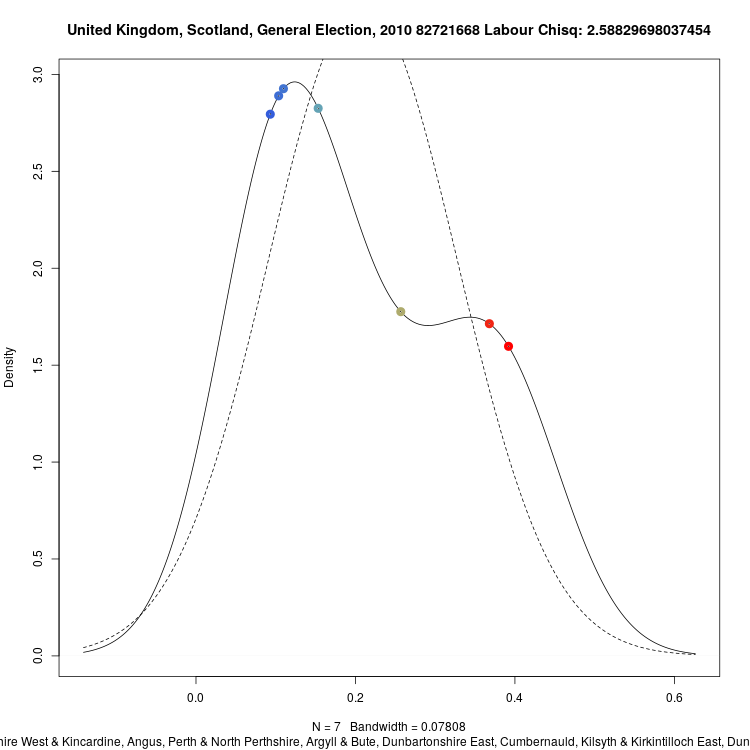 United Kingdom, Scotland, General Election, 2010 82721668 Labour Chisq: 2.58829698037454
3.0
2.5
2.0
1.5
1.0
0.5
0.0
Density
0.0 0.2 0.4 0.6
N = 7 Bandwidth = 0.07808
West & Kincardine, Angus, Perth & North Perthshire, Argyll & Bute, Dunbartonshire East, Cumbernauld, Kilsyth & Kirkintilloch East,